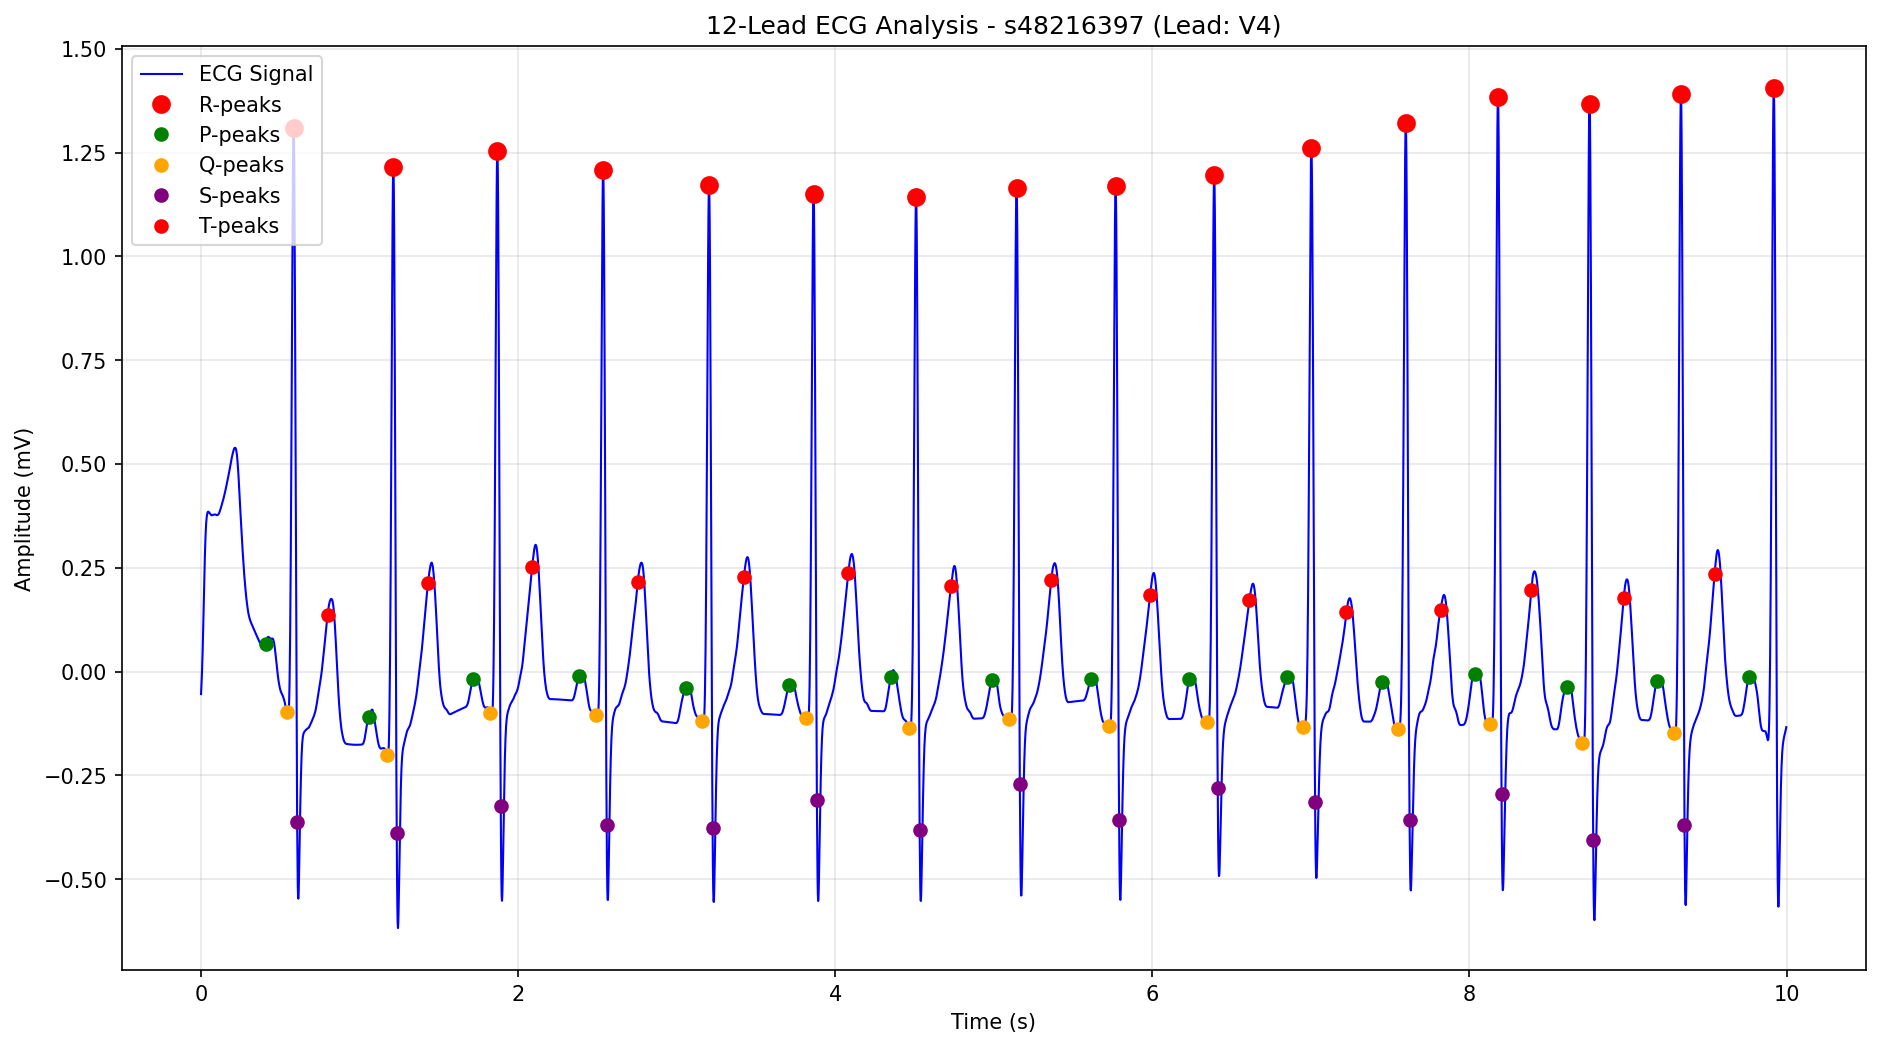 12-Lead ECG Analysis - s48216397 (Lead: V4)
ECG Signal
R-peaks
P-peaks
Q-peaks
S-peaks
T-peaks
1.50
1.25
1.00
0.75
0.50
0.25
0.00
−0.25
−0.50
Amplitude (mV)
0 2 4 6 8 10
Time (s)